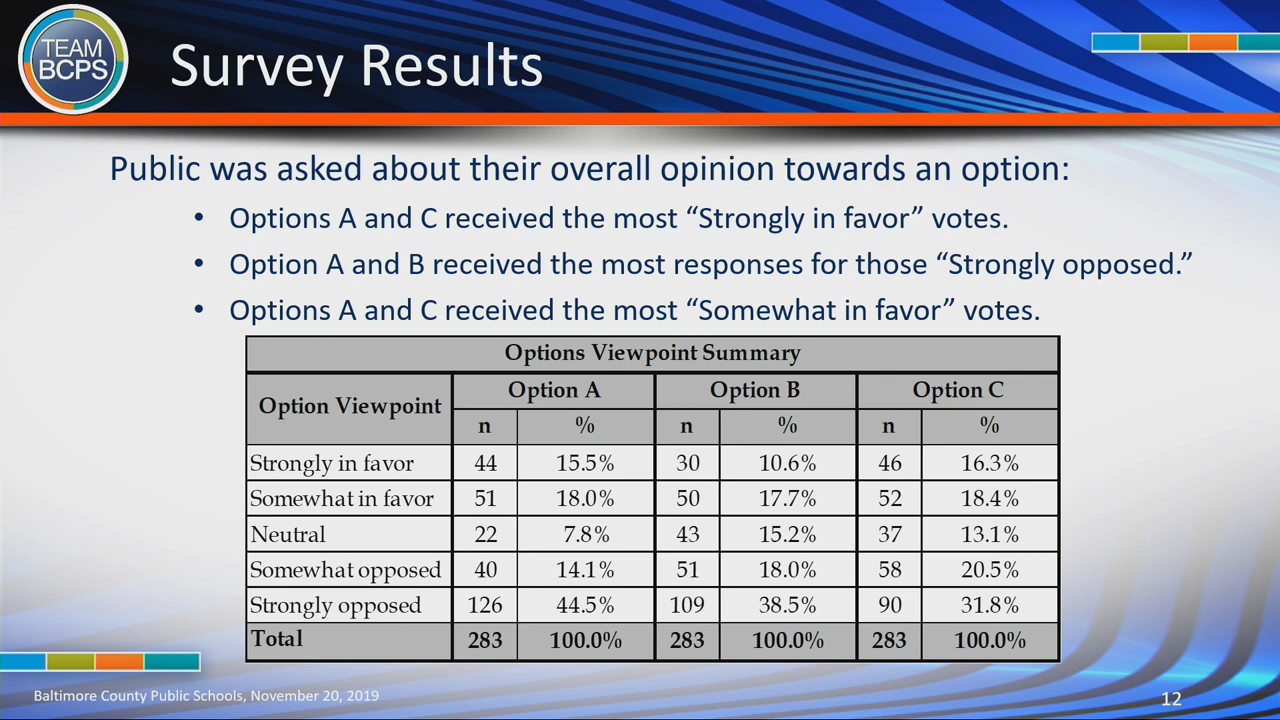 TEAM
BCPS
Survey Results
Public was asked about their overall opinion towards an option:
• Options A and C received the most “Strongly in favor” votes.
• Option A and B received the most responses for those “Strongly opposed.”
• Options A and C received the most “Somewhat in favor” votes.
Options Viewpoint Summary
Option Viewpoint Option A Option B Option C
n % n % n %
Strongly in favor 44 15.5% 30 10.6% 46 16.3%
Somewhat in favor 51 18.0% 50 17.7% 52 18.4%
Neutral 22 7.8% 43 15.2% 37 13.1%
Somewhat opposed 40 14.1% 51 18.0% 58 20.5%
Strongly opposed 126 44.5% 109 38.5% 90 31.8%
Total 283 100.0% 283 100.0% 283 100.0%
Baltimore County Public Schools, November 20, 2019
12